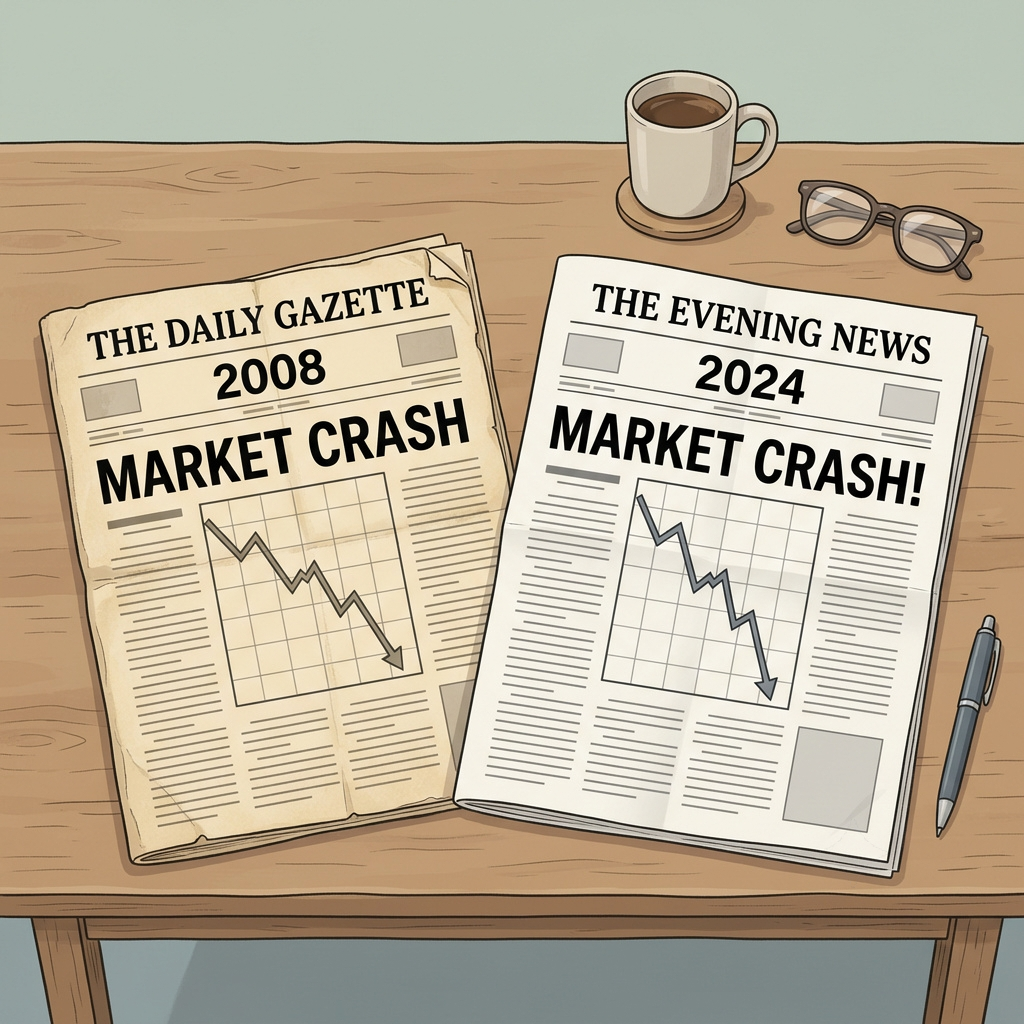 THE DAILY GAZETTE
2008
MARKET CRASH
THE EVENING NEWS
2024
MARKET CRASH!